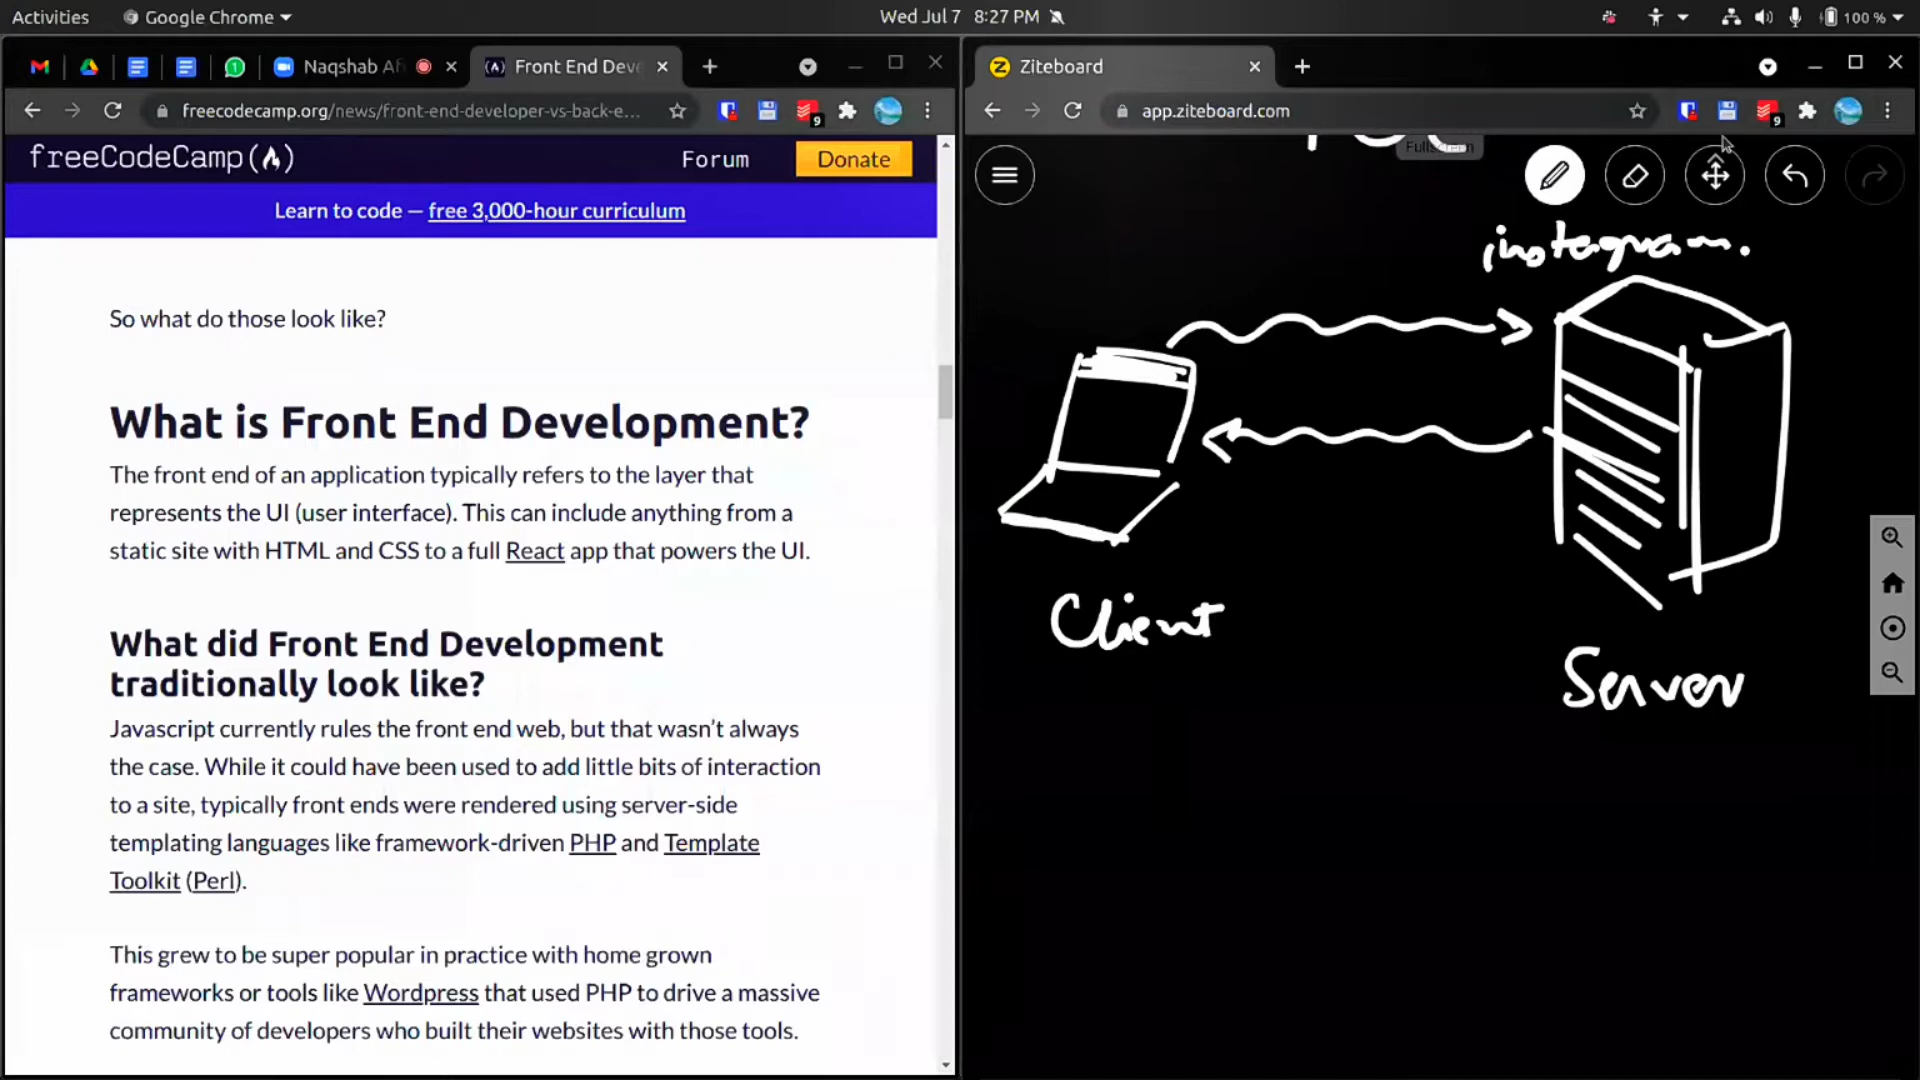 Activities
Google Chrome
Wed Jul 7 8:27 PM
100 %
Naqshab Af
Front End Deve
Ziteboard
freecodecamp.org/news/front-end-developer-vs-back-e...
9
app.ziteboard.com
9
freeCodeCamp
Forum
Donate
Learn to code — free 3,000-hour curriculum
So what do those look like?
What is Front End Development?
The front end of an application typically refers to the layer that
represents the UI (user interface). This can include anything from a
static site with HTML and CSS to a full React app that powers the UI.
What did Front End Development
traditionally look like?
Javascript currently rules the front end web, but that wasn't always
the case. While it could have been used to add little bits of interaction
to a site, typically front ends were rendered using server-side
templating languages like framework-driven PHP and Template
Toolkit (Perl).
This grew to be super popular in practice with home grown
frameworks or tools like Wordpress that used PHP to drive a massive
community of developers who built their websites with those tools.
Fullscreen
instagram.
Client
Server